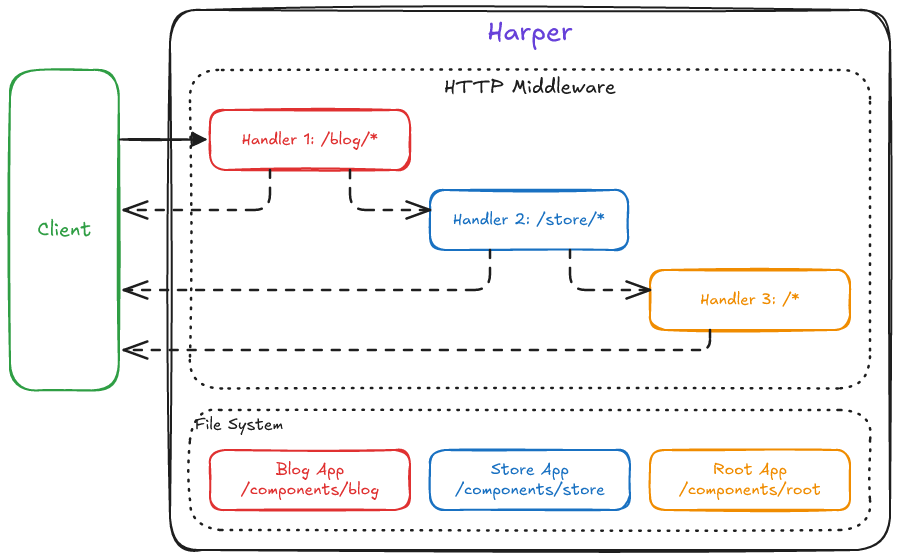 Harper
HTTP Middleware
Handler 1: /blog/*
Client
Handler 2: /store/*
Handler 3: /*
File System
Blog App
/components/blog
Store App
/components/store
Root App
/components/root